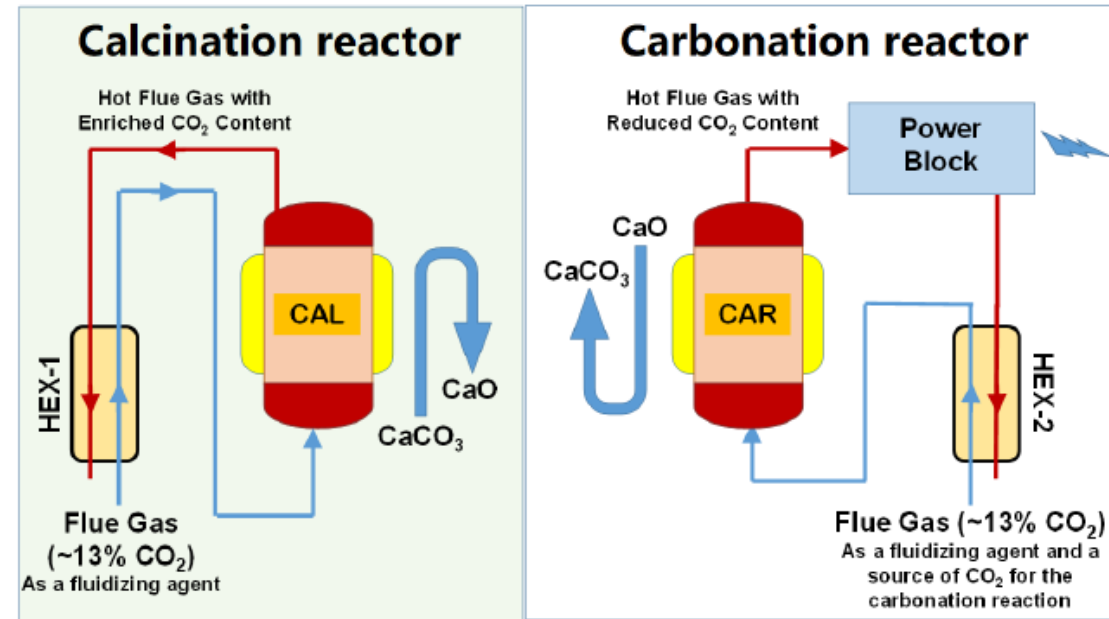 Calcination reactor
Hot Flue Gas with
Enriched CO₂ Content
HEX-1
CAL
CaO
CaCO₃
Flue Gas
(~13% CO₂)
As a fluidizing agent
Carbonation reactor
Hot Flue Gas with
Reduced CO₂ Content
Power
Block
CaO
CaCO₃
CAR
HEX-2
Flue Gas (~13% CO₂)
As a fluidizing agent and a
source of CO₂ for the
carbonation reaction